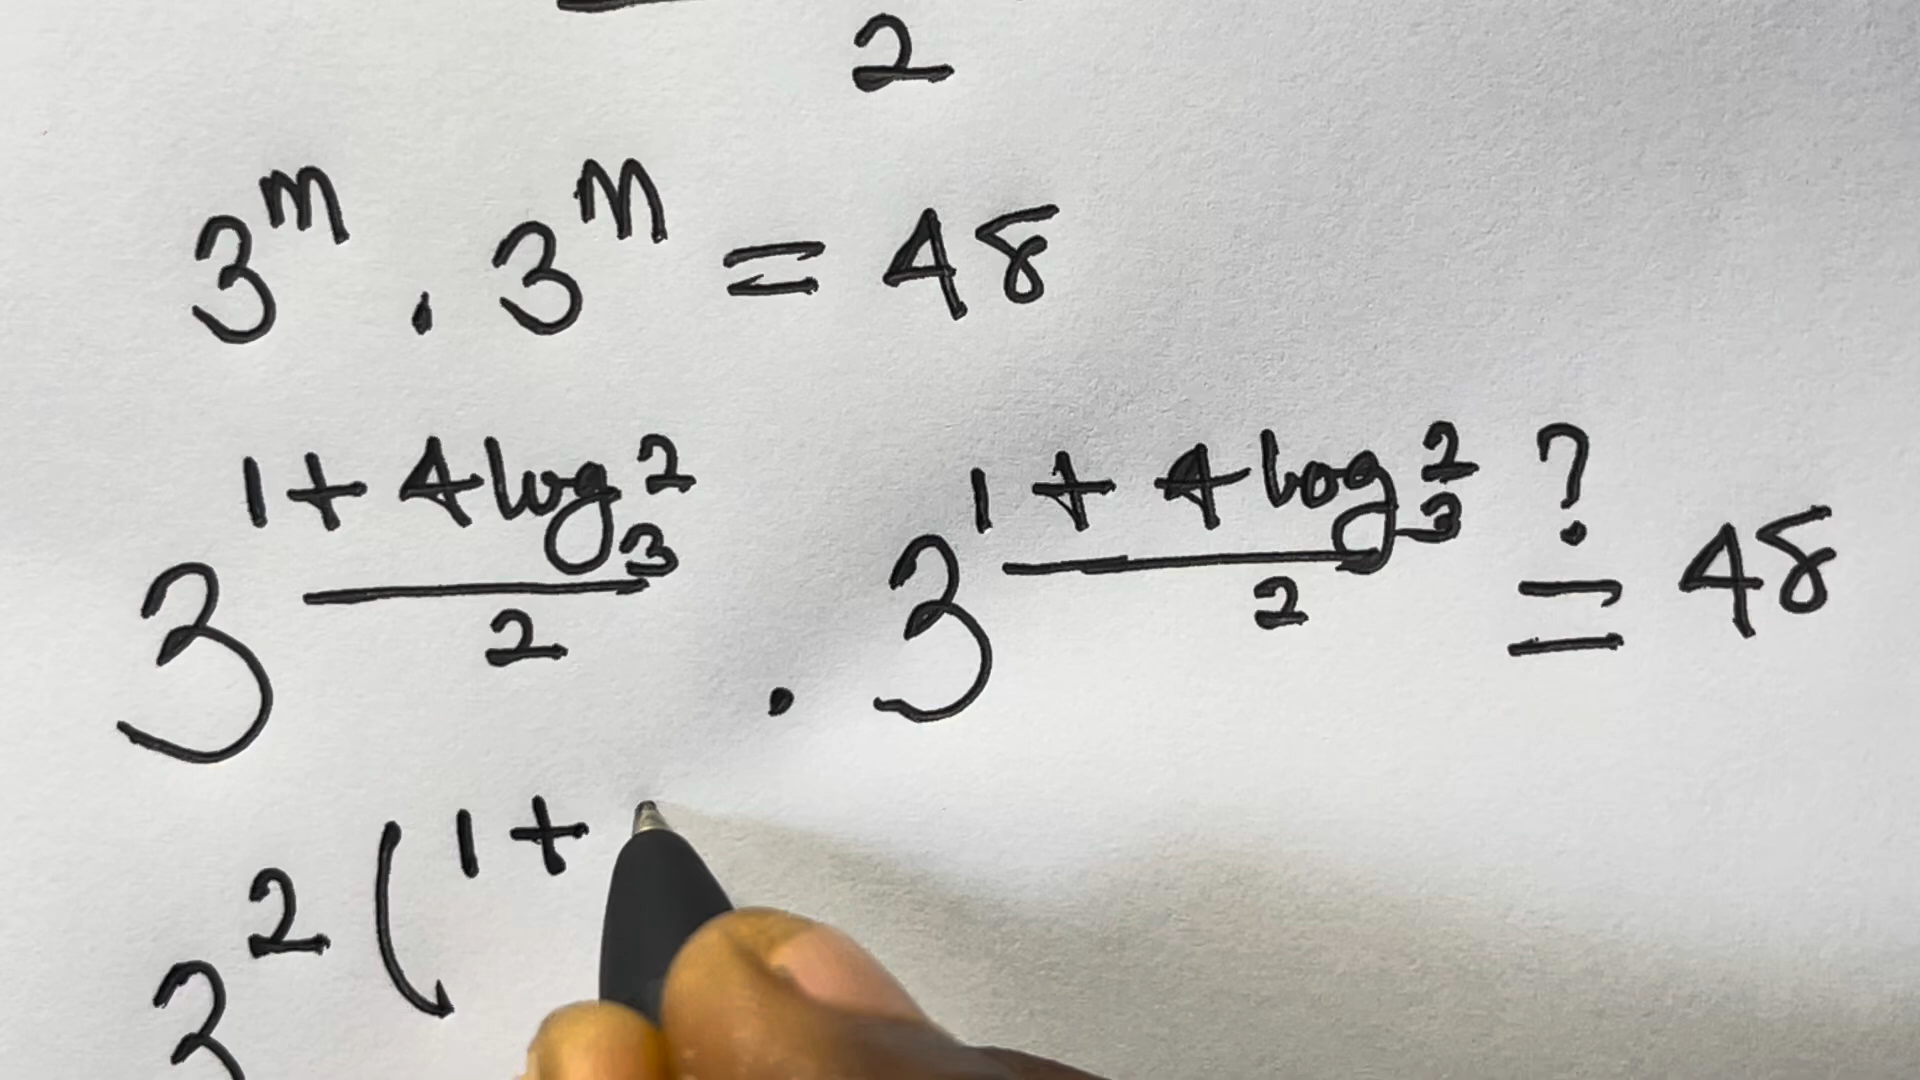 2
3^m . 3^m = 48
3^(1 + 4log_3 2 / 2) . 3^(1 + 4log_3 2 / 2) ?= 48
3^2(1 +